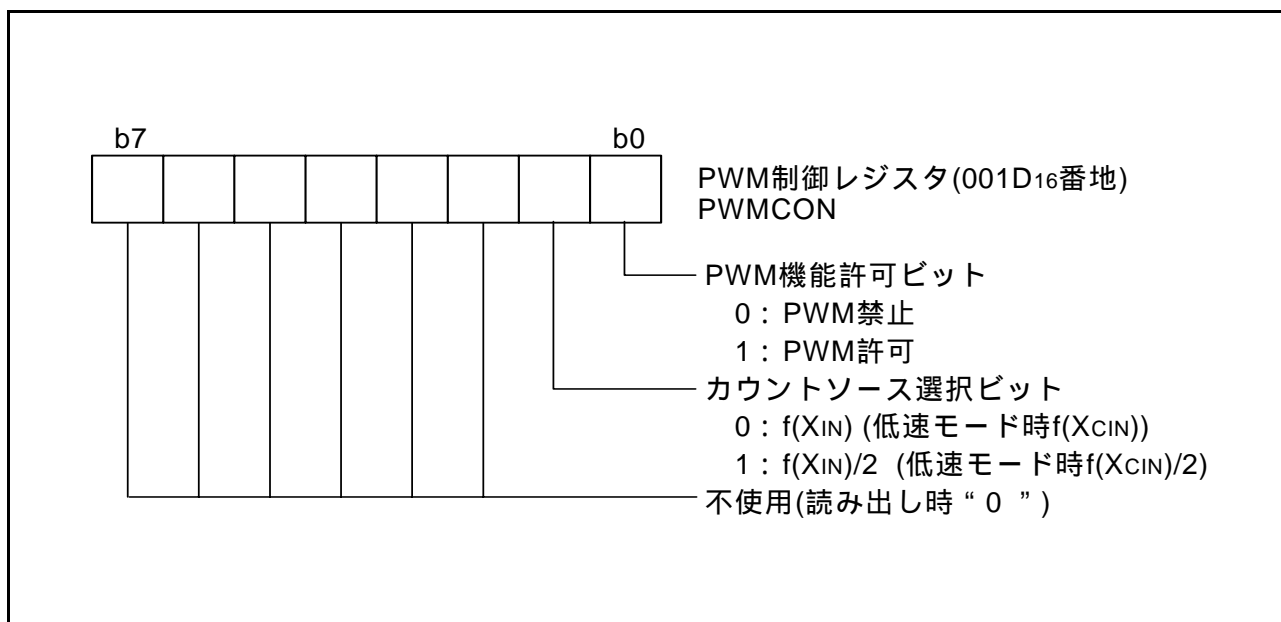 b7 b0
PWM制御レジスタ(001D16番地)
PWMCON
PWM機能許可ビット
0：PWM禁止
1：PWM許可
カウントソース選択ビット
0：f(XIN) (低速モード時f(XCIN))
1：f(XIN)/2 (低速モード時f(XCIN)/2)
不使用(読み出し時“ 0 ”)